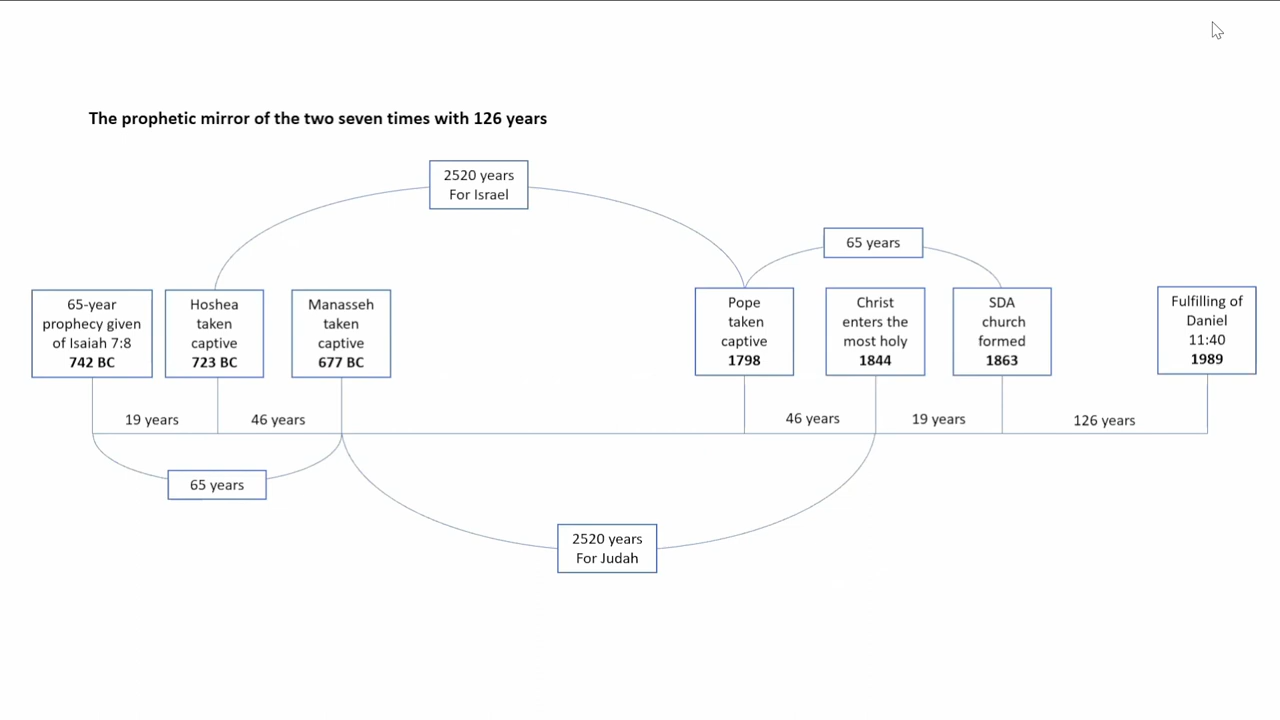 The prophetic mirror of the two seven times with 126 years
2520 years
For Israel
65 years
65-year
prophecy given
of Isaiah 7:8
742 BC
Hoshea
taken
captive
723 BC
Manasseh
taken
captive
677 BC
Pope
taken
captive
1798
Christ
enters the
most holy
1844
SDA
church
formed
1863
Fulfilling of
Daniel
11:40
1989
19 years
46 years
46 years
19 years
126 years
65 years
2520 years
For Judah